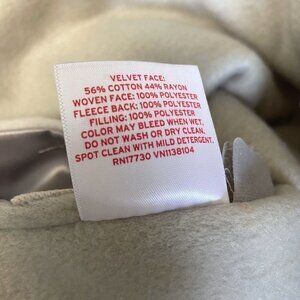 VELVET FACE:
56% COTTON 44% RAYON
WOVEN FACE: 100% POLYESTER
FLEECE BACK: 100% POLYESTER
FILLING: 100% POLYESTER
COLOR MAY BLEED WHEN WET.
DO NOT WASH OR DRY CLEAN.
SPOT CLEAN WITH MILD DETERGENT.
RN17730 VN1138104